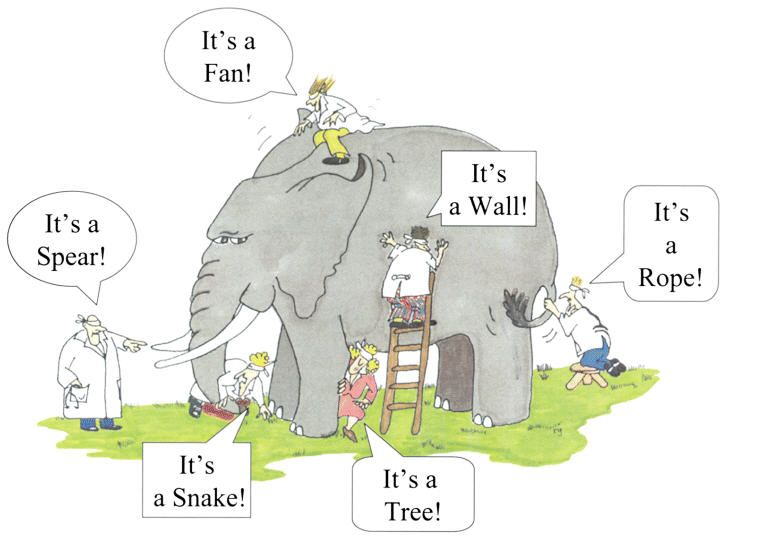 It's a
Fan!
It's
a Wall!
It's a
Spear!
It's
a
Rope!
It's
a Snake!
It's a
Tree!